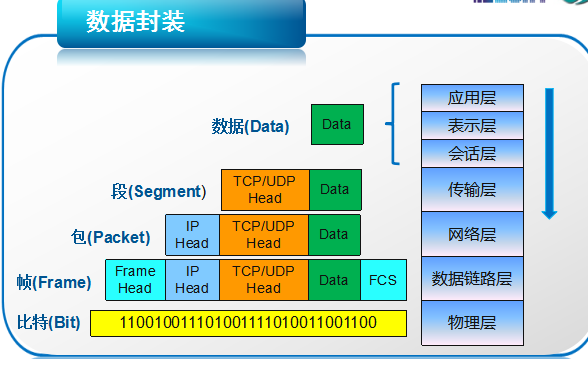 数据封装
数据(Data)
Data
应用层
表示层
会话层
段(Segment)
TCP/UDP
Head
Data
传输层
包(Packet)
IP
Head
TCP/UDP
Head
Data
网络层
帧(Frame)
Frame
Head
IP
Head
TCP/UDP
Head
Data
FCS
数据链路层
比特(Bit)
1100100111010011111010011001100
物理层